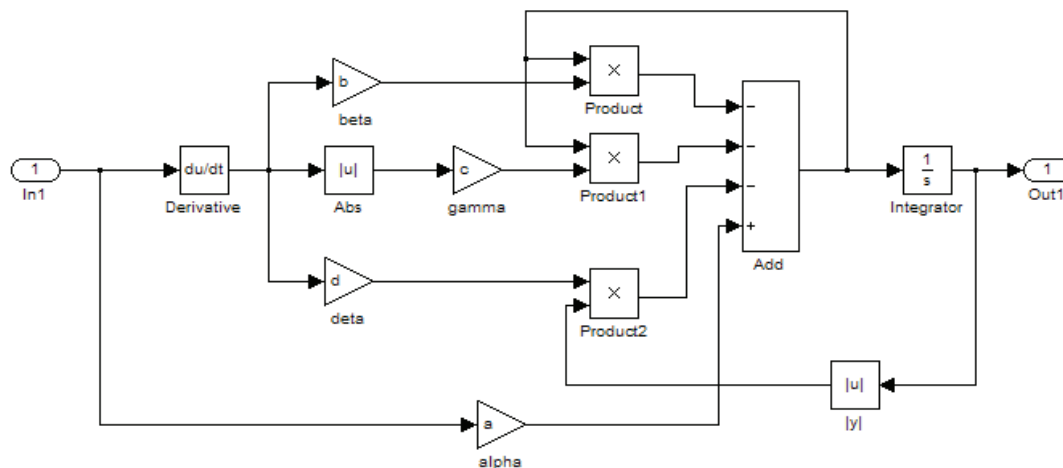 b
beta
×
Product
−
1
In1
du/dt
Derivative
|u|
Abs
c
gamma
×
Product1
−
−
+
Add
1
s
Integrator
1
Out1
d
deta
×
Product2
|u|
|y|
a
alpha